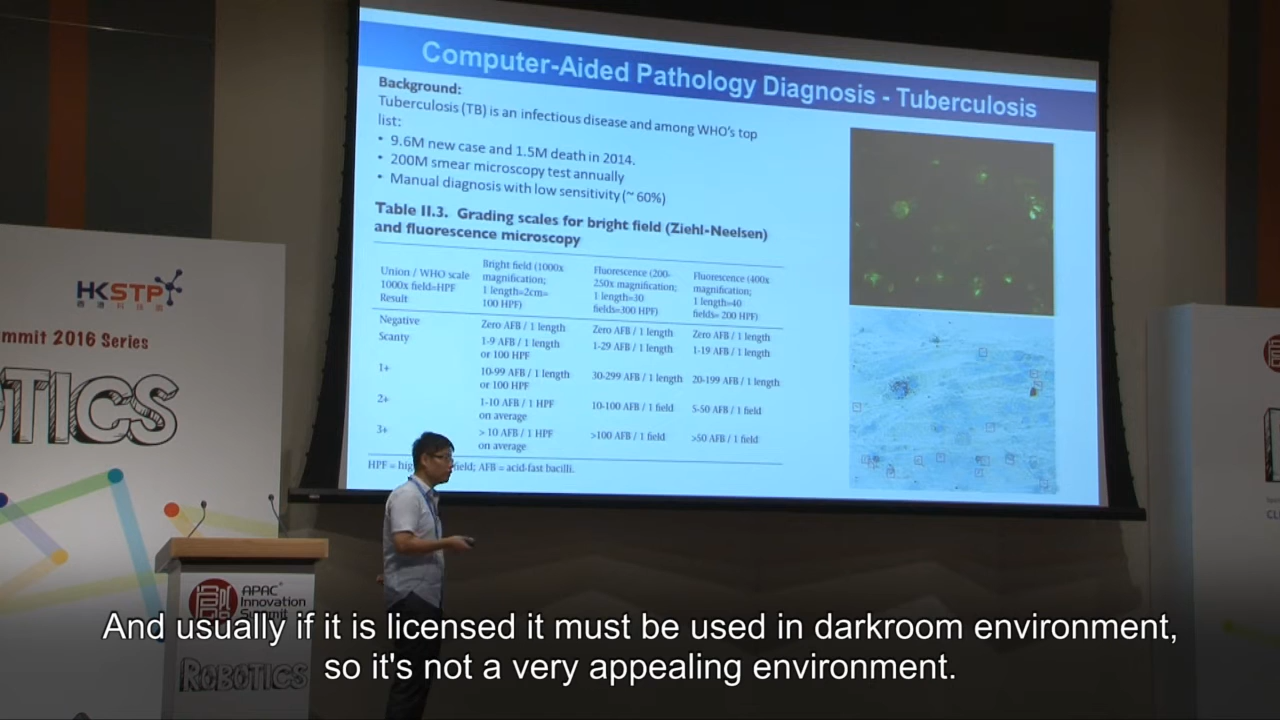 Computer-Aided Pathology Diagnosis - Tuberculosis
Background:
Tuberculosis (TB) is an infectious disease and among WHO's top
list:
• 9.6M new case and 1.5M death in 2014.
• 200M smear microscopy test annually
• Manual diagnosis with low sensitivity (~ 60%)
Table II.3. Grading scales for bright field (Ziehl-Neelsen)
and fluorescence microscopy
Union / WHO scale
1000x field=HPF
Result
Bright field (1000x
magnification;
1 length=2cm=
100 HPF)
Fluorescence (200-
250x magnification;
1 length=30
fields=300 HPF)
Fluorescence (400x
magnification;
1 length=40
fields= 200 HPF)
Negative
Zero AFB / 1 length
Zero AFB / 1 length
Zero AFB / 1 length
Scanty
1-9 AFB / 1 length
or 100 HPF
1-29 AFB / 1 length
1-19 AFB / 1 length
1+
10-99 AFB / 1 length
or 100 HPF
30-299 AFB / 1 length
20-199 AFB / 1 length
2+
1-10 AFB / 1 HPF
on average
10-100 AFB / 1 field
5-50 AFB / 1 field
3+
> 10 AFB / 1 HPF
on average
>100 AFB / 1 field
>50 AFB / 1 field
HPF = hig field; AFB = acid-fast bacilli.
HKSTP
香港科技園
mmit 2016 Series
OTICS
APAC
Innovation
Summit
ROBOTICS
And usually if it is licensed it must be used in darkroom environment,
so it's not a very appealing environment.